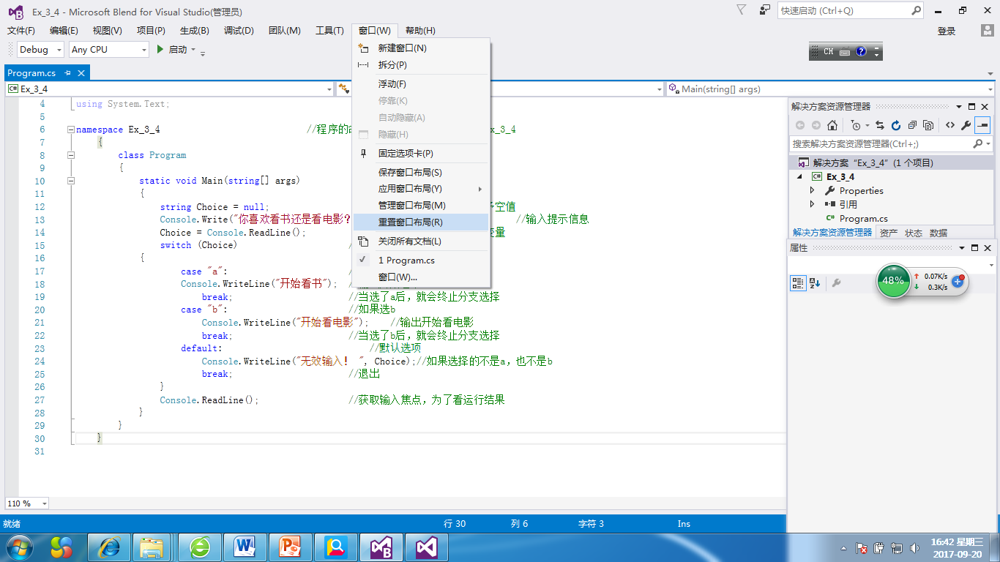 Ex_3_4 - Microsoft Blend for Visual Studio(管理员)
快速启动 (Ctrl+Q)
文件(F) 编辑(E) 视图(V) 项目(P) 生成(B) 调试(D) 团队(M) 工具(T) 窗口(W) 帮助(H)
登录
Debug Any CPU 启动
CH
Program.cs
Ex_3_4
Main(string[] args)
新建窗口(N)
拆分(P)
浮动(F)
停靠(K)
自动隐藏(A)
隐藏(H)
固定选项卡(P)
保存窗口布局(S)
应用窗口布局(Y)
管理窗口布局(M)
重置窗口布局(R)
关闭所有文档(L)
1 Program.cs
窗口(W)...
4 using System.Text;
5
6 namespace Ex_3_4 //程序的 x_3_4
7 {
8 class Program
9 {
10 static void Main(string[] args)
11 {
12 string Choice = null; 空值
13 Console.Write("你喜欢看书还是看电影? //输入提示信息
14 Choice = Console.ReadLine(); 变量
15 switch (Choice) /
16 {
17 case "a": /
18 Console.WriteLine("开始看书"); /
19 break; //当选了a后，就会终止分支选择
20 case "b": //如果选b
21 Console.WriteLine("开始看电影"); //输出开始看电影
22 break; //当选了b后，就会终止分支选择
23 default: //默认选项
24 Console.WriteLine("无效输入! ", Choice);//如果选择的不是a，也不是b
25 break; //退出
26 }
27 Console.ReadLine(); //获取输入焦点，为了看运行结果
28 }
29 }
30 }
31
110 %
解决方案资源管理器
搜索解决方案资源管理器(Ctrl+;)
解决方案 “Ex_3_4” (1 个项目)
C# Ex_3_4
Properties
引用
C# Program.cs
解决方案资源管理器 资产 状态 数据
属性
48%
0.07K/s
0.3K/s
就绪 行 30 列 6 字符 3 Ins
16:42 星期三
2017-09-20